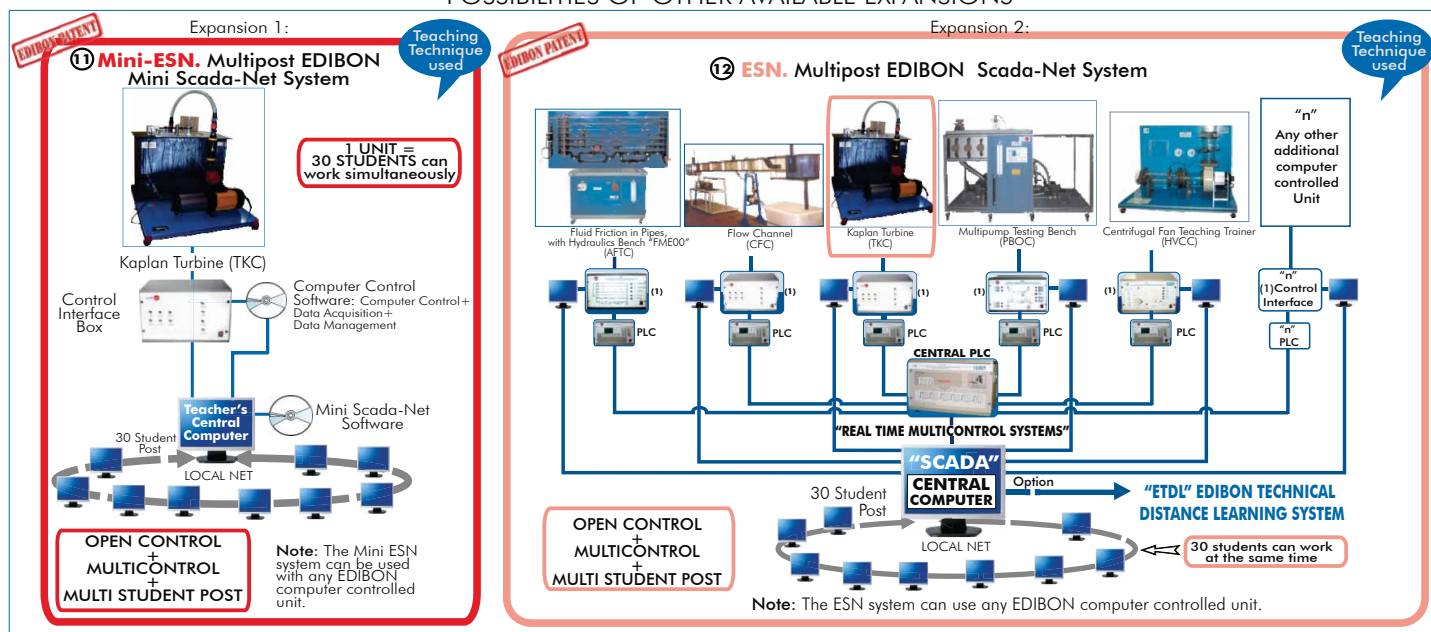 POSSIBILITIES OF OTHER AVAILABLE EXPANSIONS
Expansion 1:
EDIBON PATENT
Teaching
Technique
used
11 Mini-ESN. Multipost EDIBON
Mini Scada-Net System
1 UNIT =
30 STUDENTS can
work simultaneously
Kaplan Turbine (TKC)
Control
Interface
Box
Computer Control
Software: Computer Control+
Data Acquisition+
Data Management
Teacher's
Central
Computer
Mini Scada-Net
Software
30 Student
Post
LOCAL NET
OPEN CONTROL
+
MULTICONTROL
+
MULTI STUDENT POST
Note: The Mini ESN
system can be used
with any EDIBON
computer controlled
unit.
Expansion 2:
EDIBON PATENT
Teaching
Technique
used
12 ESN. Multipost EDIBON Scada-Net System
Fluid Friction in Pipes,
with Hydraulics Bench "FME00"
(AFTC)
Flow Channel
(CFC)
Kaplan Turbine
(TKC)
Multipump Testing Bench
(PBOC)
Centrifugal Fan Teaching Trainer
(HVCC)
"n"
Any other
additional
computer
controlled
Unit
(1)
(1)
(1)
(1)
(1)
"n"
(1)Control
Interface
PLC
PLC
PLC
PLC
PLC
"n"
PLC
CENTRAL PLC
"REAL TIME MULTICONTROL SYSTEMS"
"SCADA"
CENTRAL
COMPUTER
Option
"ETDL" EDIBON TECHNICAL
DISTANCE LEARNING SYSTEM
30 Student
Post
LOCAL NET
30 students can work
at the same time
OPEN CONTROL
+
MULTICONTROL
+
MULTI STUDENT POST
Note: The ESN system can use any EDIBON computer controlled unit.